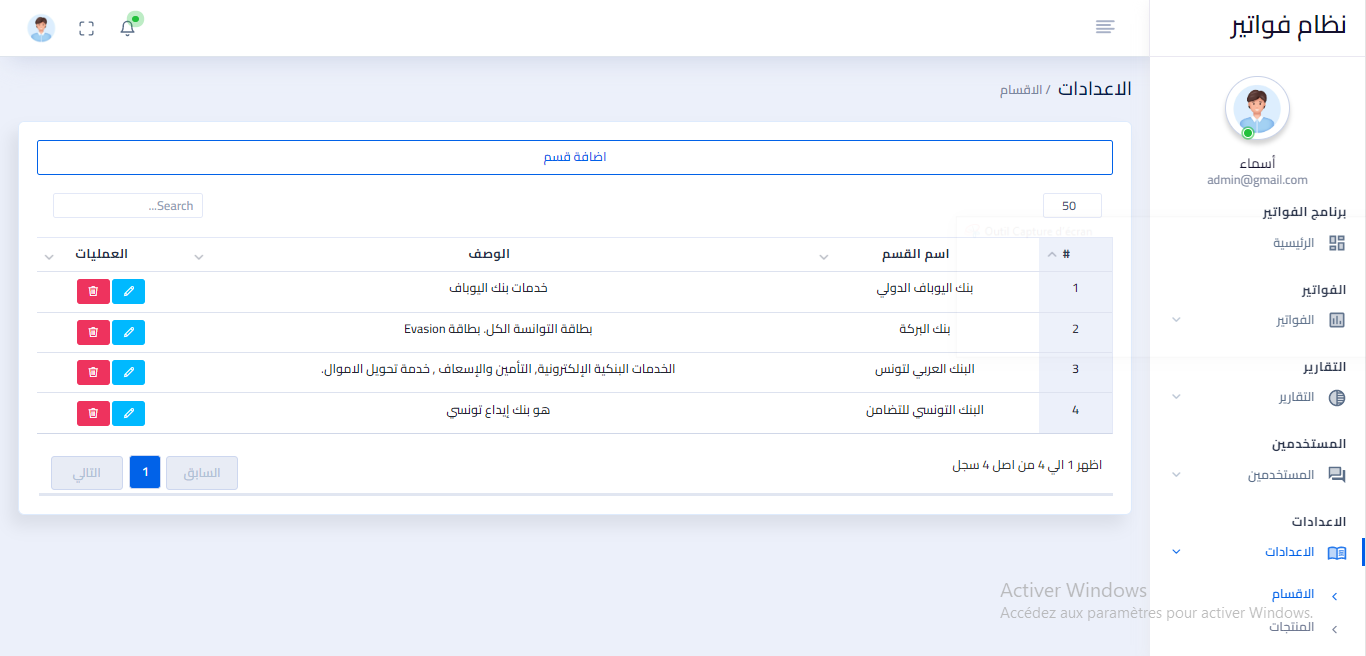 نظام فواتير
أسماء
admin@gmail.com
برنامج الفواتير
الرئيسية
الفواتير
الفواتير
التقارير
التقارير
المستخدمين
المستخدمين
الاعدادات
الاعدادات
الاقسام
المنتجات
الاعدادات / الاقسام
اضافة قسم
50
Search...
# اسم القسم الوصف العمليات
1 بنك اليوباف الدولي خدمات بنك اليوباف
2 بنك البركة بطاقة التوانسة الكل. بطاقة Evasion
3 البنك العربي لتونس الخدمات البنكية الإلكترونية, التأمين والإسعاف , خدمة تحويل الاموال.
4 البنك التونسي للتضامن هو بنك إيداع تونسي
اظهر 1 الي 4 من اصل 4 سجل
السابق 1 التالي
Outil Capture d'écran
Activer Windows
Accédez aux paramètres pour activer Windows.